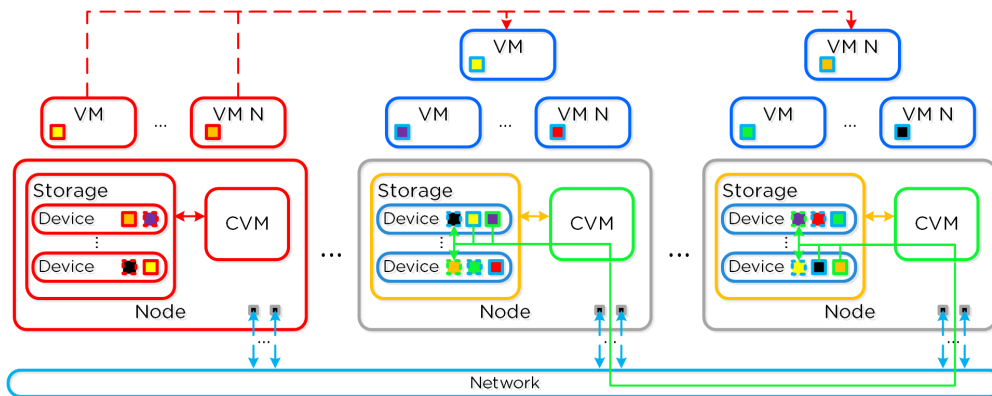 VM
VM N
VM
...
VM N
VM
...
VM N
VM
...
VM N
Storage
Device
...
Device
CVM
Node
...
...
Storage
Device
...
Device
CVM
Node
...
...
Storage
Device
...
Device
CVM
Node
...
Network